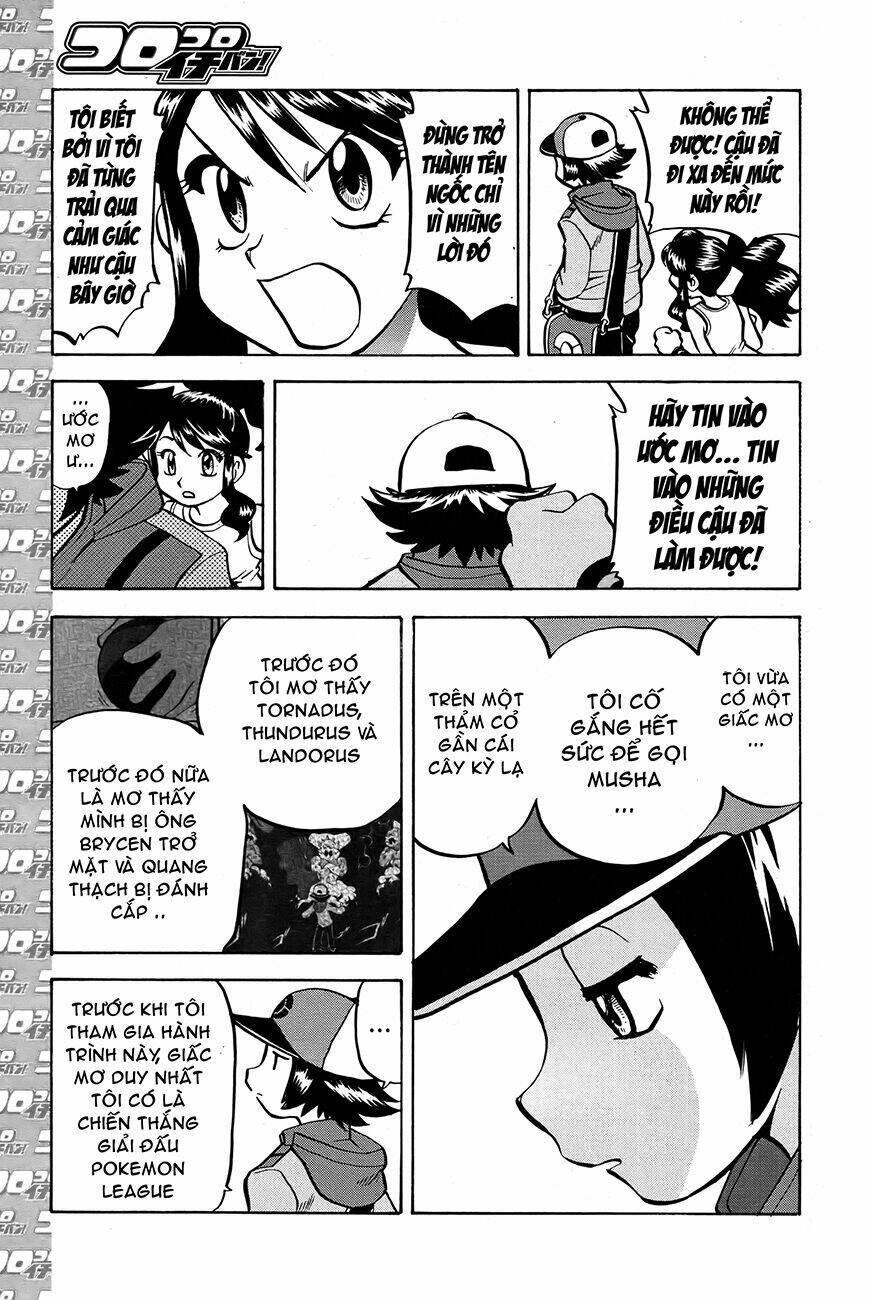 コロコロ
イチバン!
KHÔNG THỂ
ĐƯỢC! CẬU ĐÃ
ĐI XA ĐẾN MỨC
NÀY RỒI!
ĐỪNG TRỞ
THÀNH TÊN
NGỐC CHỈ
VÌ NHỮNG
LỜI ĐÓ
TÔI BIẾT
BỞI VÌ TÔI
ĐÃ TỪNG
TRẢI QUA
CẢM GIÁC
NHƯ CẬU
BÂY GIỜ
HÃY TIN VÀO
ƯỚC MƠ... TIN
VÀO NHỮNG
ĐIỀU CẬU ĐÃ
LÀM ĐƯỢC!
...
ƯỚC
MƠ
Ư...
TÔI VỪA
CÓ MỘT
GIẤC MƠ
...
TÔI CỐ
GẮNG HẾT
SỨC ĐỂ GỌI
MUSHA
...
TRÊN MỘT
THẢM CỎ
GẦN CÁI
CÂY KỲ LẠ
TRƯỚC ĐÓ
TÔI MƠ THẤY
TORNADUS,
THUNDURUS VÀ
LANDORUS
TRƯỚC ĐÓ NỮA
LÀ MƠ THẤY
MÌNH BỊ ÔNG
BRYCEN TRỞ
MẶT VÀ QUANG
THẠCH BỊ ĐÁNH
CẮP ..
...
TRƯỚC KHI TÔI
THAM GIA HÀNH
TRÌNH NÀY, GIẤC
MƠ DUY NHẤT
TÔI CÓ LÀ
CHIẾN THẮNG
GIẢI ĐẤU
POKEMON
LEAGUE